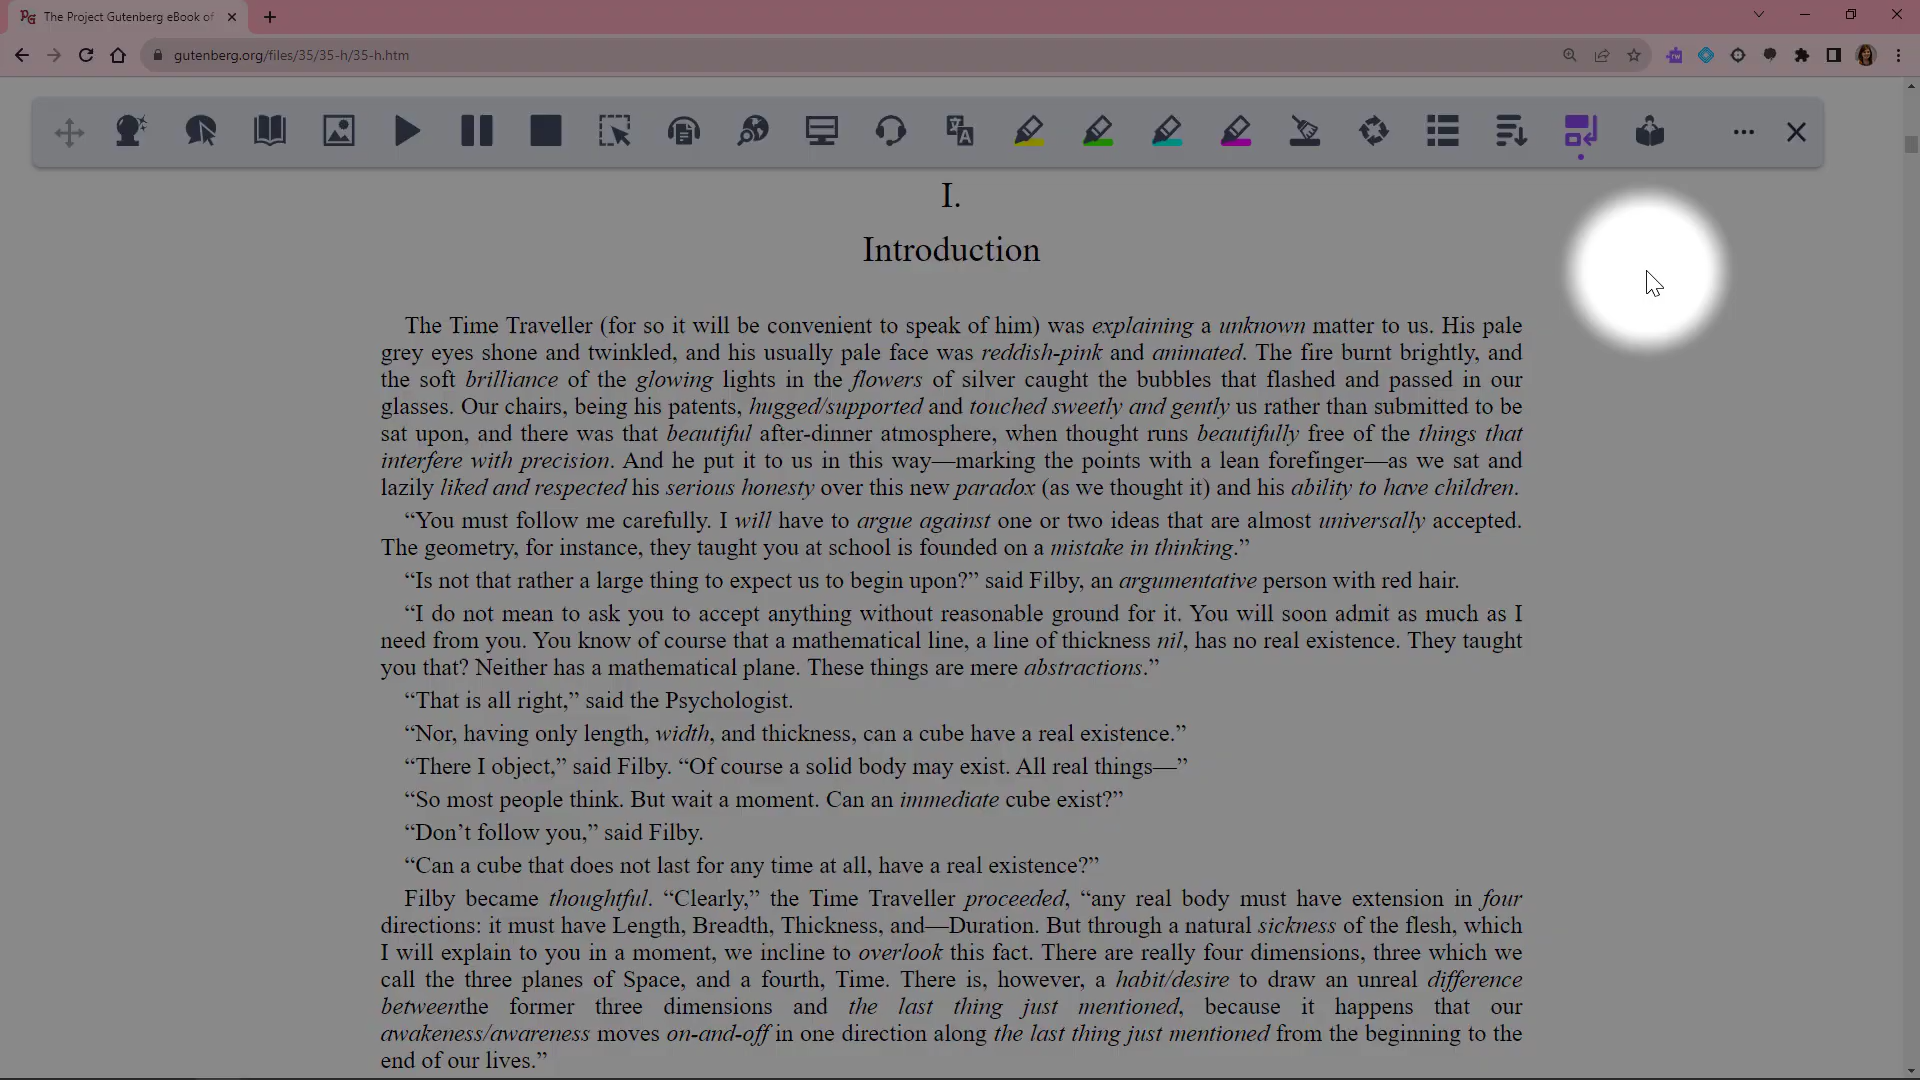 The Project Gutenberg eBook of
gutenberg.org/files/35/35-h/35-h.htm
I.
Introduction
The Time Traveller (for so it will be convenient to speak of him) was explaining a unknown matter to us. His pale
grey eyes shone and twinkled, and his usually pale face was reddish-pink and animated. The fire burnt brightly, and
the soft brilliance of the glowing lights in the flowers of silver caught the bubbles that flashed and passed in our
glasses. Our chairs, being his patents, hugged/supported and touched sweetly and gently us rather than submitted to be
sat upon, and there was that beautiful after-dinner atmosphere, when thought runs beautifully free of the things that
interfere with precision. And he put it to us in this way—marking the points with a lean forefinger—as we sat and
lazily liked and respected his serious honesty over this new paradox (as we thought it) and his ability to have children.
“You must follow me carefully. I will have to argue against one or two ideas that are almost universally accepted.
The geometry, for instance, they taught you at school is founded on a mistake in thinking.”
“Is not that rather a large thing to expect us to begin upon?” said Filby, an argumentative person with red hair.
“I do not mean to ask you to accept anything without reasonable ground for it. You will soon admit as much as I
need from you. You know of course that a mathematical line, a line of thickness nil, has no real existence. They taught
you that? Neither has a mathematical plane. These things are mere abstractions.”
“That is all right,” said the Psychologist.
“Nor, having only length, width, and thickness, can a cube have a real existence.”
“There I object,” said Filby. “Of course a solid body may exist. All real things—”
“So most people think. But wait a moment. Can an immediate cube exist?”
“Don’t follow you,” said Filby.
“Can a cube that does not last for any time at all, have a real existence?”
Filby became thoughtful. “Clearly,” the Time Traveller proceeded, “any real body must have extension in four
directions: it must have Length, Breadth, Thickness, and—Duration. But through a natural sickness of the flesh, which
I will explain to you in a moment, we incline to overlook this fact. There are really four dimensions, three which we
call the three planes of Space, and a fourth, Time. There is, however, a habit/desire to draw an unreal difference
betweenthe former three dimensions and the last thing just mentioned, because it happens that our
awakeness/awareness moves on-and-off in one direction along the last thing just mentioned from the beginning to the
end of our lives.”